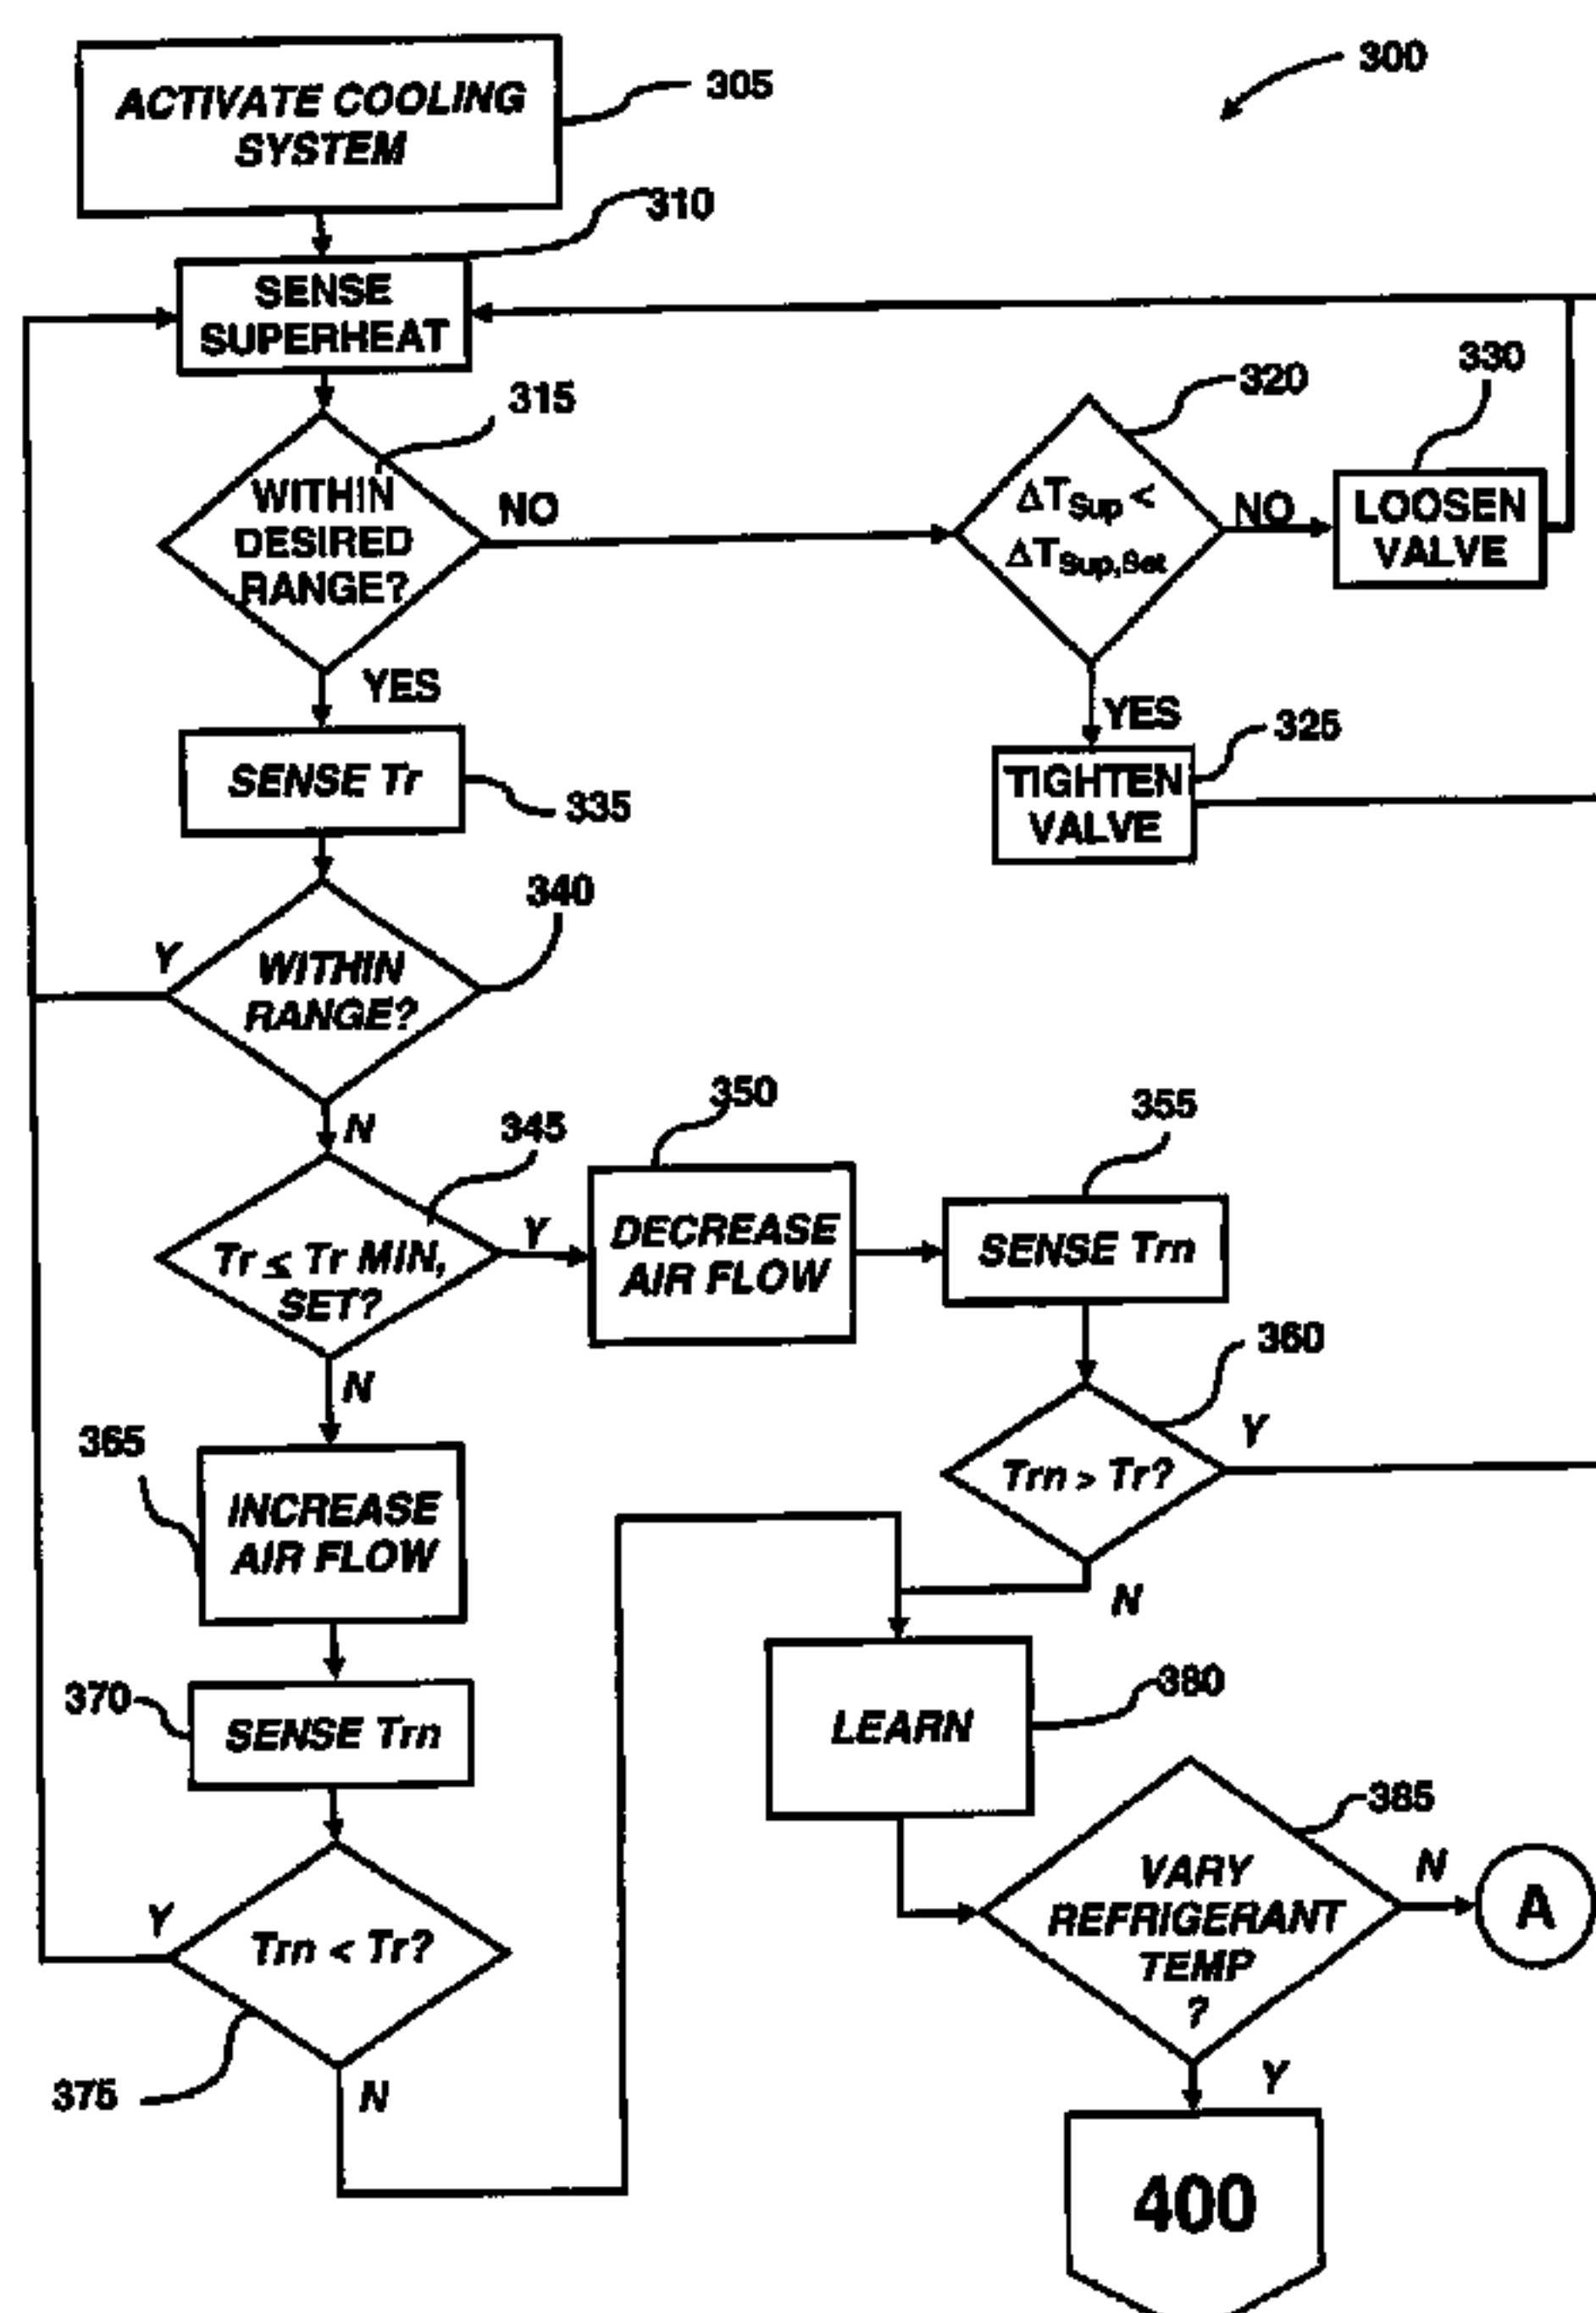 300
ACTIVATE COOLING
SYSTEM
305
310
SENSE
SUPERHEAT
315
WITHIN
DESIRED
RANGE?
NO
YES
320
ΔTSup <
ΔTSup,Set
NO
YES
330
LOOSEN
VALVE
325
TIGHTEN
VALVE
SENSE Tr
335
340
WITHIN
RANGE?
Y
N
345
Tr ≤ Tr MIN,
SET?
Y
N
350
DECREASE
AIR FLOW
355
SENSE Trn
360
Trn > Tr?
Y
N
365
INCREASE
AIR FLOW
370
SENSE Trn
Trn < Tr?
Y
375
N
LEARN
380
385
VARY
REFRIGERANT
TEMP
?
N
A
Y
400